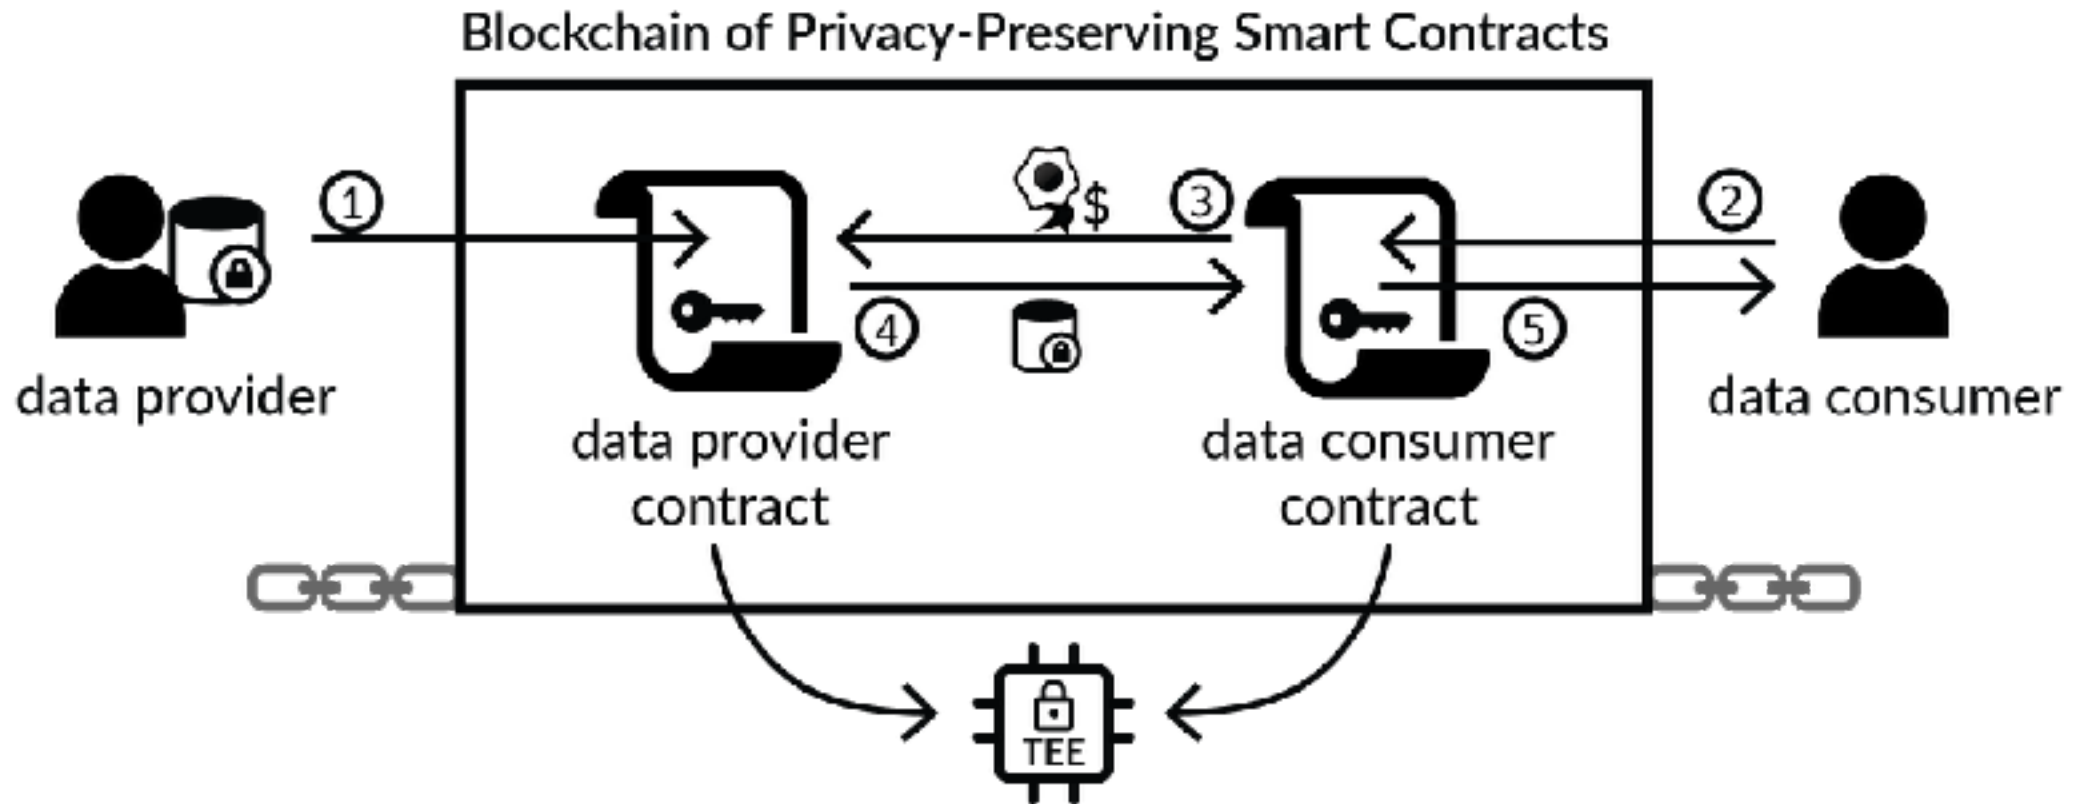 Blockchain of Privacy-Preserving Smart Contracts
1
$
3
2
4
5
data provider
data consumer
data provider
contract
data consumer
contract
TEE